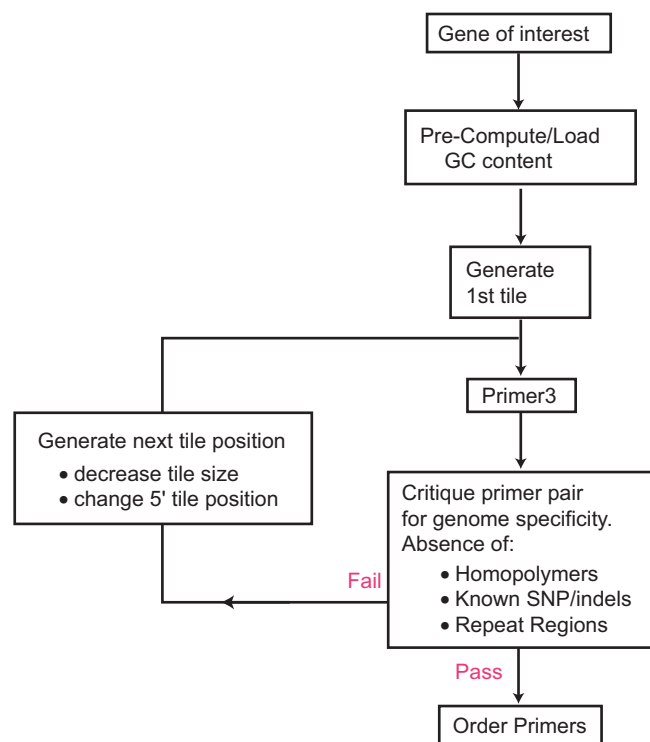 Gene of interest
Pre-Compute/Load
GC content
Generate
1st tile
Primer3
Generate next tile position
• decrease tile size
• change 5' tile position
Critique primer pair
for genome specificity.
Absence of:
• Homopolymers
• Known SNP/indels
• Repeat Regions
Fail
Pass
Order Primers